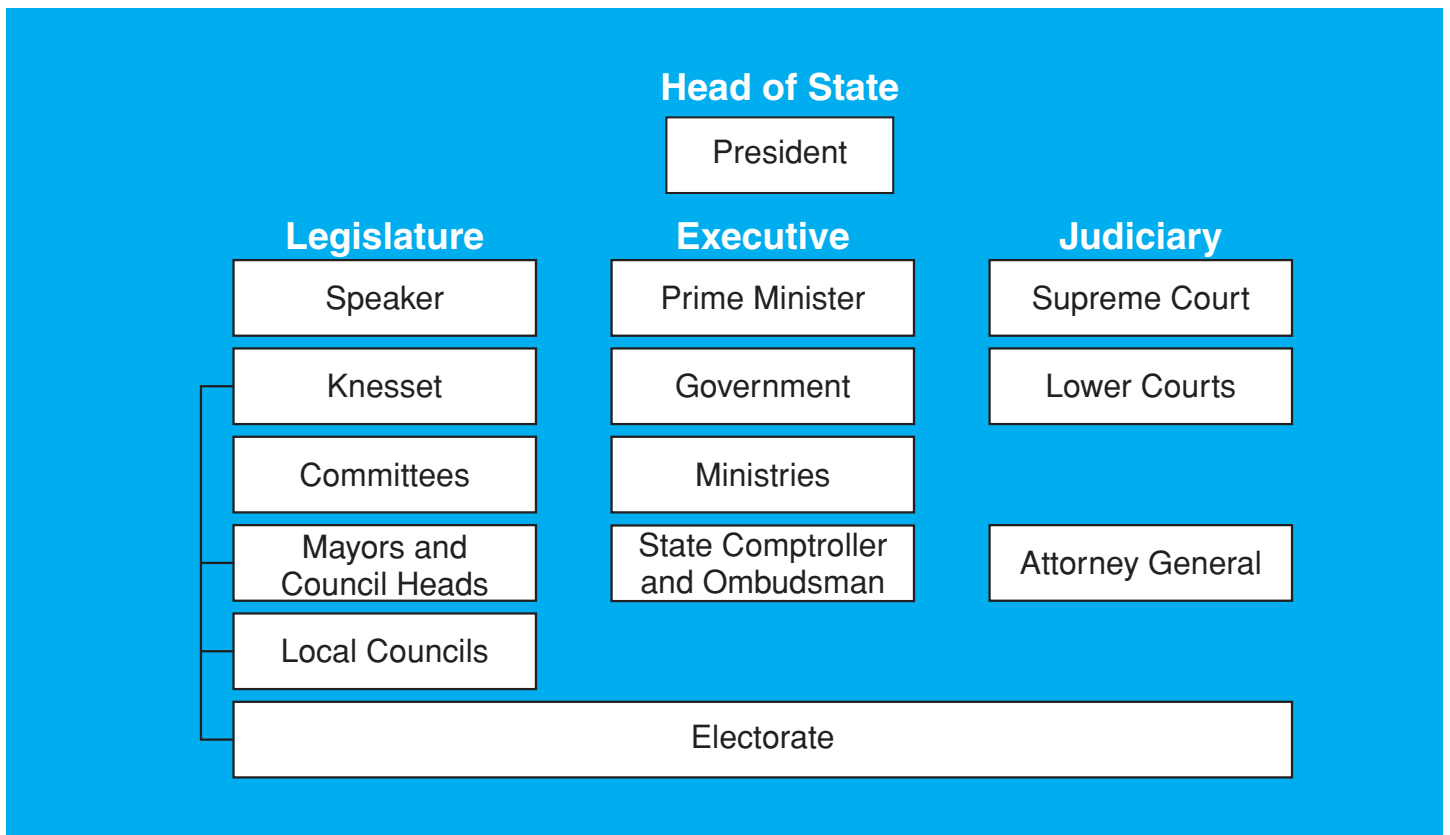 Head of State
President
Legislature
Executive
Judiciary
Speaker
Prime Minister
Supreme Court
Knesset
Government
Lower Courts
Committees
Ministries
Mayors and
Council Heads
State Comptroller
and Ombudsman
Attorney General
Local Councils
Electorate